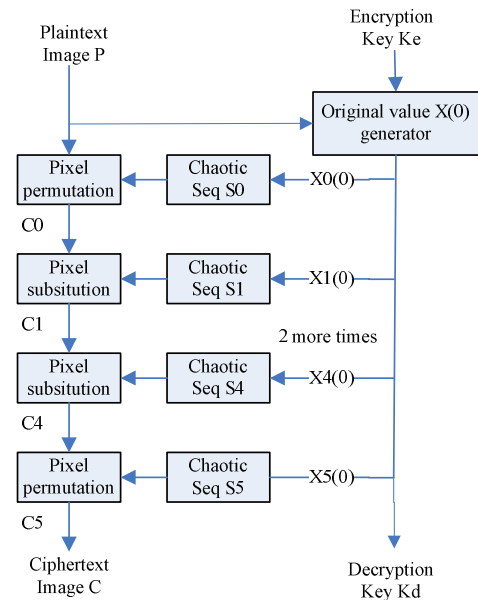 Plaintext
Image P
Encryption
Key Ke
Original value X(0)
generator
Pixel
permutation
Chaotic
Seq S0
X0(0)
C0
Pixel
subsitution
Chaotic
Seq S1
X1(0)
C1
2 more times
Pixel
subsitution
Chaotic
Seq S4
X4(0)
C4
Pixel
permutation
Chaotic
Seq S5
X5(0)
C5
Ciphertext
Image C
Decryption
Key Kd